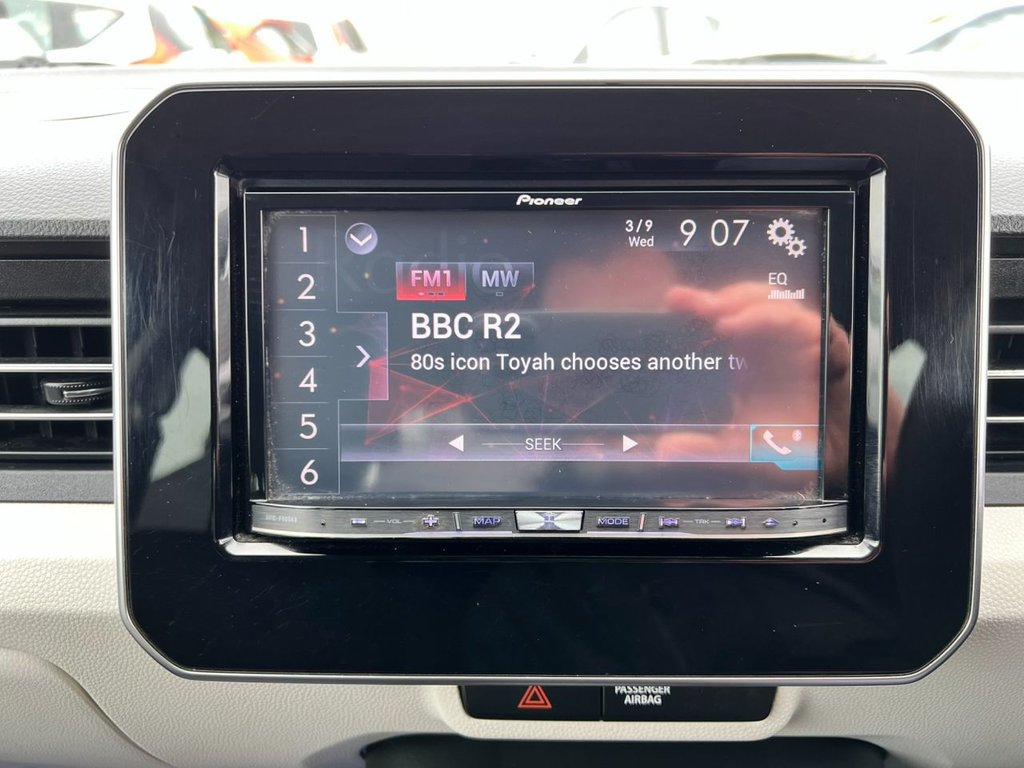 Pioneer
1
2
3
4
5
6
3/9
Wed
9 07
FM1 MW
EQ
BBC R2
80s icon Toyah chooses another tw
SEEK
VOL MAP MODE TRK
PASSENGER
AIRBAG